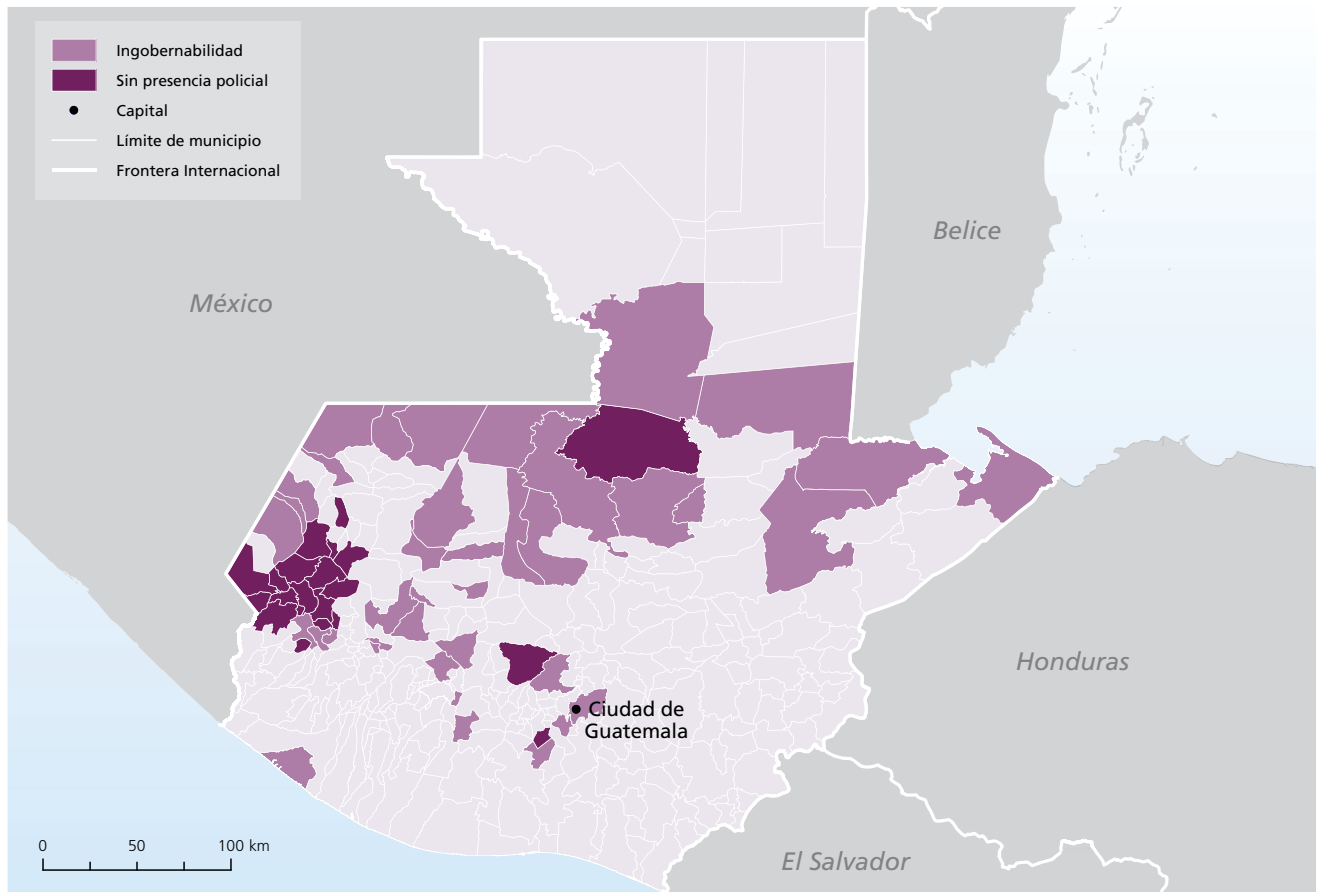 Ingobernabilidad
Sin presencia policial
Capital
Límite de municipio
Frontera Internacional
Belice
México
Honduras
Ciudad de
Guatemala
0 50 100 km
El Salvador